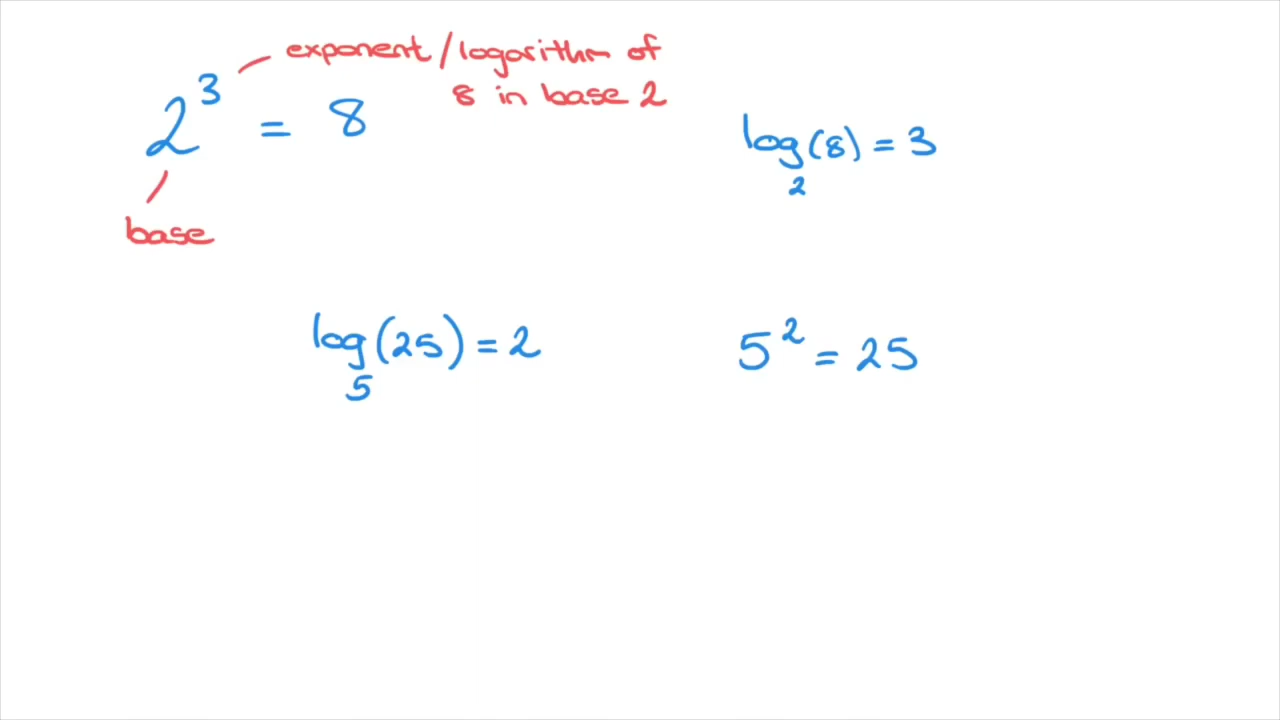 exponent / logarithm of
8 in base 2
2³ = 8
base
log₂(8) = 3
log₅(25) = 2
5² = 25